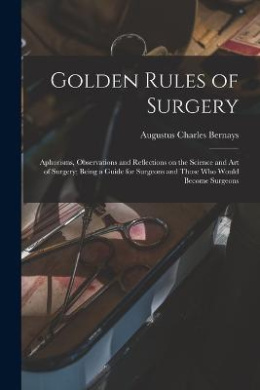 Golden Rules of
Surgery
Augustus Charles Bernays
Aphorisms, Observations and Reflections on the Science and Art
of Surgery; Being a Guide for Surgeons and Those Who Would
Become Surgeons